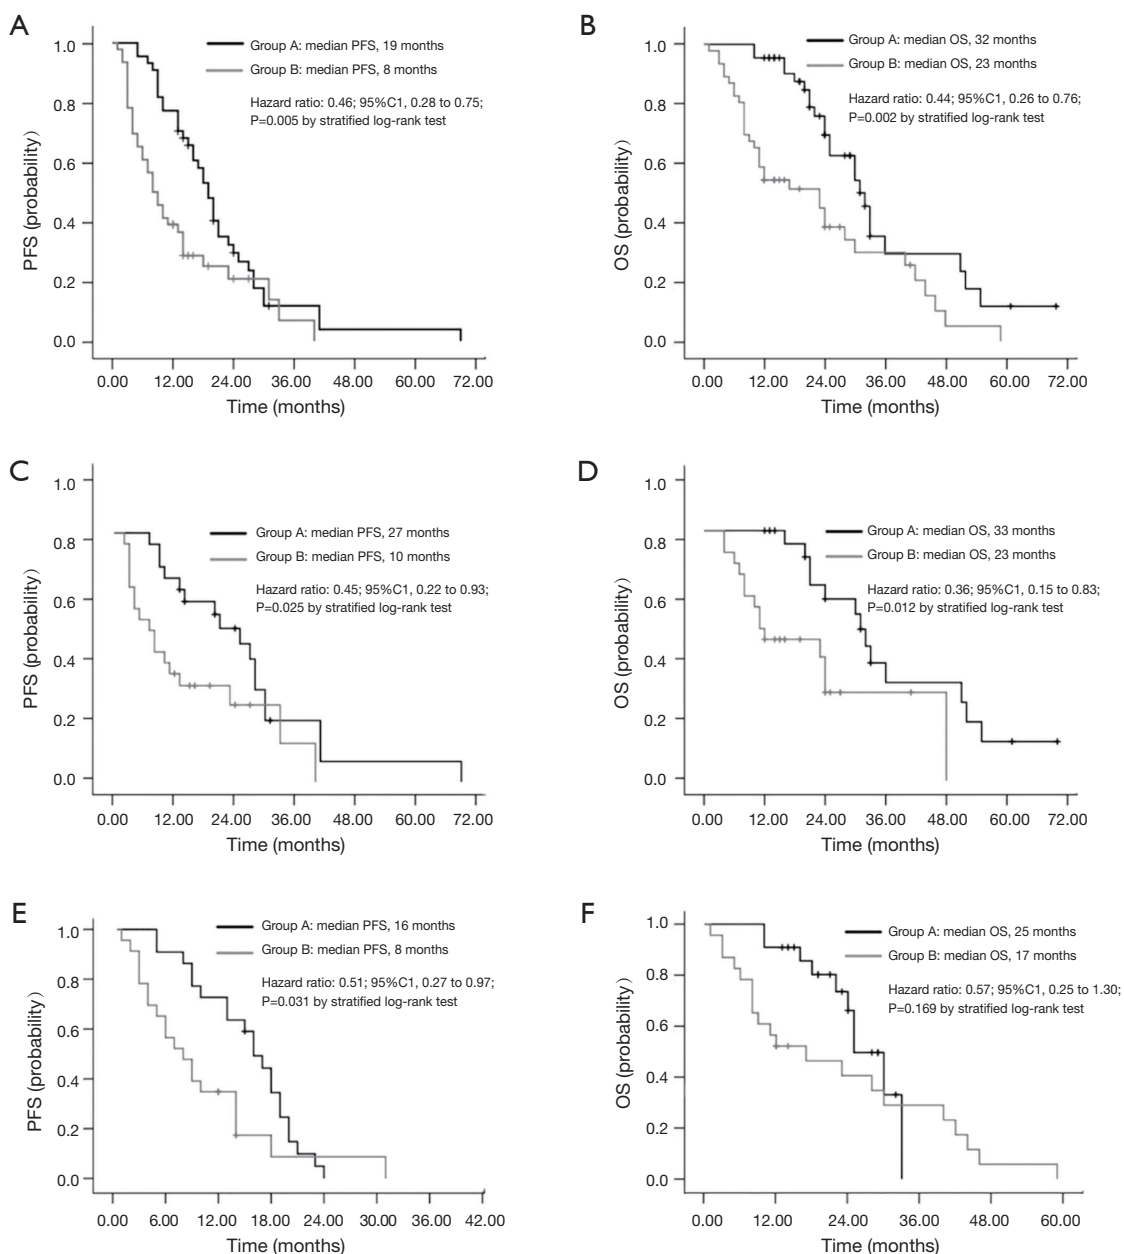 A
1.0
0.8
0.6
0.4
0.2
0.0
PFS (probability)
Group A: median PFS, 19 months
Group B: median PFS, 8 months
Hazard ratio: 0.46; 95%C1, 0.28 to 0.75;
P=0.005 by stratified log-rank test
0.00 12.00 24.00 36.00 48.00 60.00 72.00
Time (months)
B
1.0
0.8
0.6
0.4
0.2
0.0
OS (probability)
Group A: median OS, 32 months
Group B: median OS, 23 months
Hazard ratio: 0.44; 95%C1, 0.26 to 0.76;
P=0.002 by stratified log-rank test
0.00 12.00 24.00 36.00 48.00 60.00 72.00
Time (months)
C
1.0
0.8
0.6
0.4
0.2
0.0
PFS (probability)
Group A: median PFS, 27 months
Group B: median PFS, 10 months
Hazard ratio: 0.45; 95%C1, 0.22 to 0.93;
P=0.025 by stratified log-rank test
0.00 12.00 24.00 36.00 48.00 60.00 72.00
Time (months)
D
1.0
0.8
0.6
0.4
0.2
0.0
OS (probability)
Group A: median OS, 33 months
Group B: median OS, 23 months
Hazard ratio: 0.36; 95%C1, 0.15 to 0.83;
P=0.012 by stratified log-rank test
0.00 12.00 24.00 36.00 48.00 60.00 72.00
Time (months)
E
1.0
0.8
0.6
0.4
0.2
0.0
PFS (probability)
Group A: median PFS, 16 months
Group B: median PFS, 8 months
Hazard ratio: 0.51; 95%C1, 0.27 to 0.97;
P=0.031 by stratified log-rank test
0.00 6.00 12.00 18.00 24.00 30.00 36.00 42.00
Time (months)
F
1.0
0.8
0.6
0.4
0.2
0.0
OS (probability)
Group A: median OS, 25 months
Group B: median OS, 17 months
Hazard ratio: 0.57; 95%C1, 0.25 to 1.30;
P=0.169 by stratified log-rank test
0.00 12.00 24.00 36.00 48.00 60.00
Time (months)